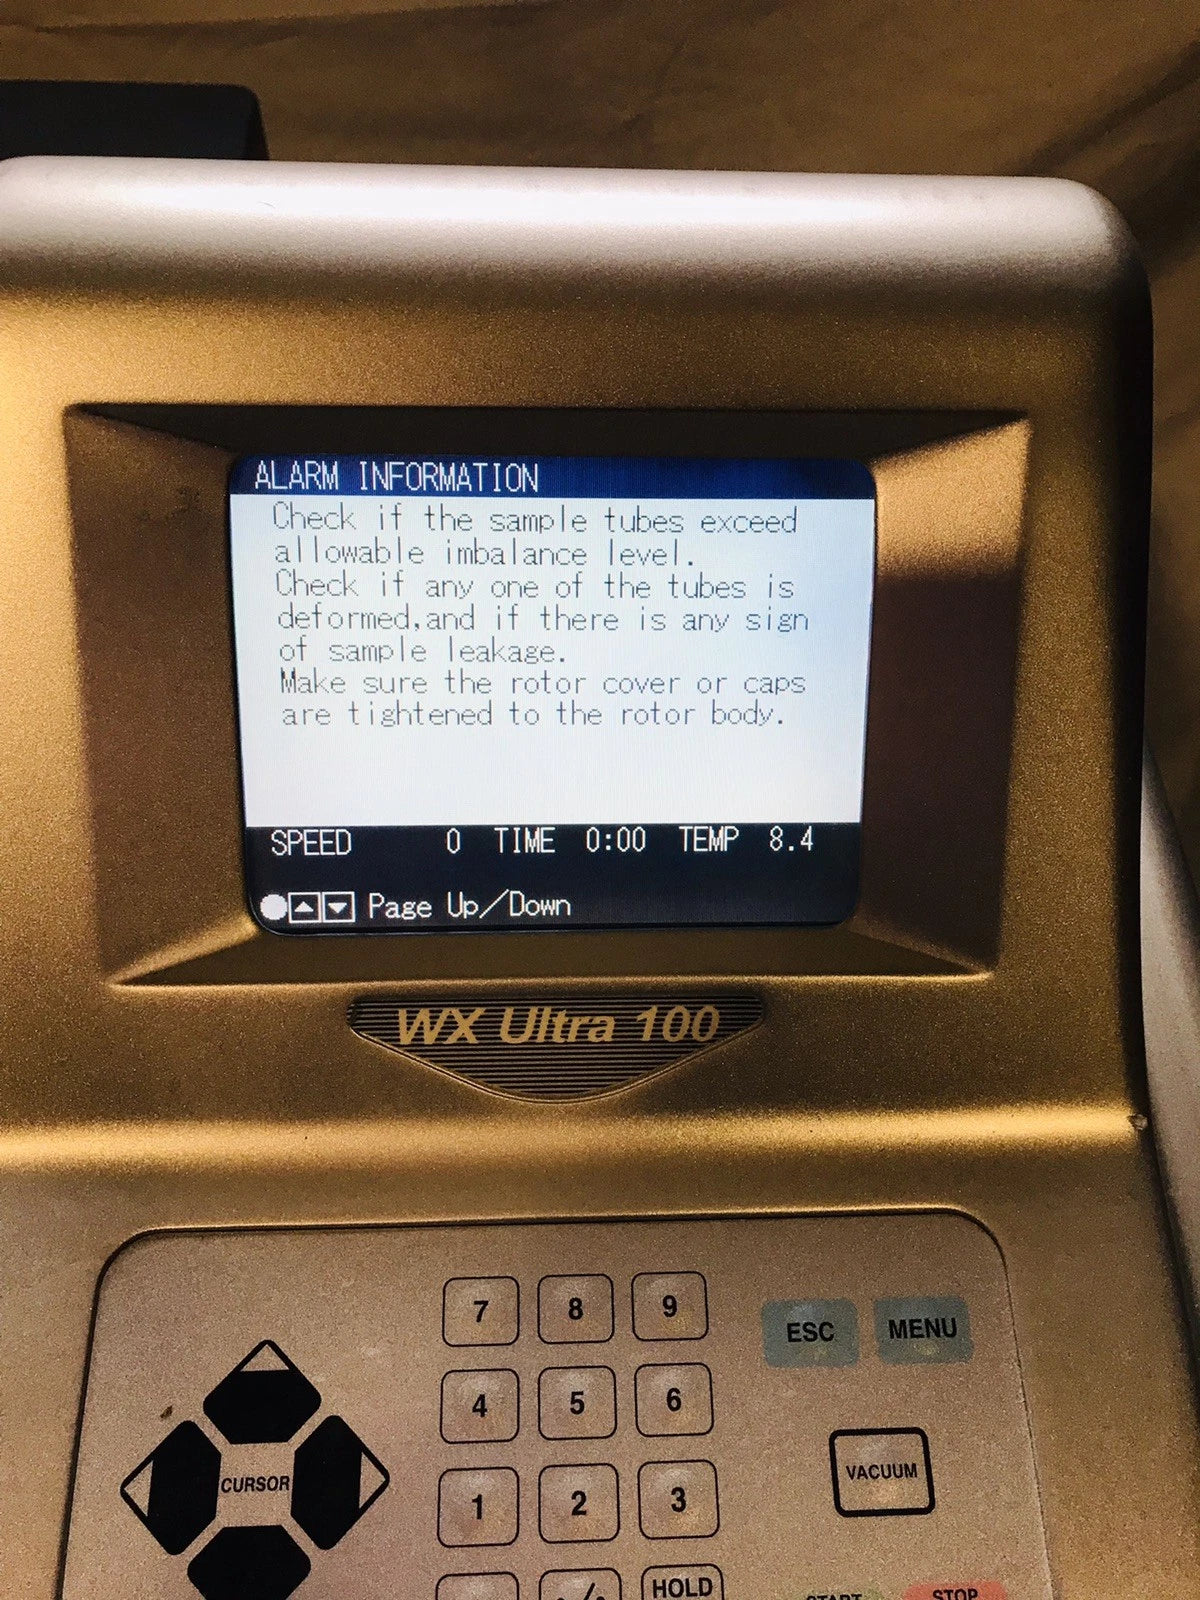 ALARM INFORMATION
Check if the sample tubes exceed
allowable imbalance level.
Check if any one of the tubes is
deformed,and if there is any sign
of sample leakage.
Make sure the rotor cover or caps
are tightened to the rotor body.
SPEED 0 TIME 0:00 TEMP 8.4
Page Up/Down
WX Ultra 100
7 8 9 ESC MENU
4 5 6
CURSOR 1 2 3 VACUUM
HOLD
START STOP